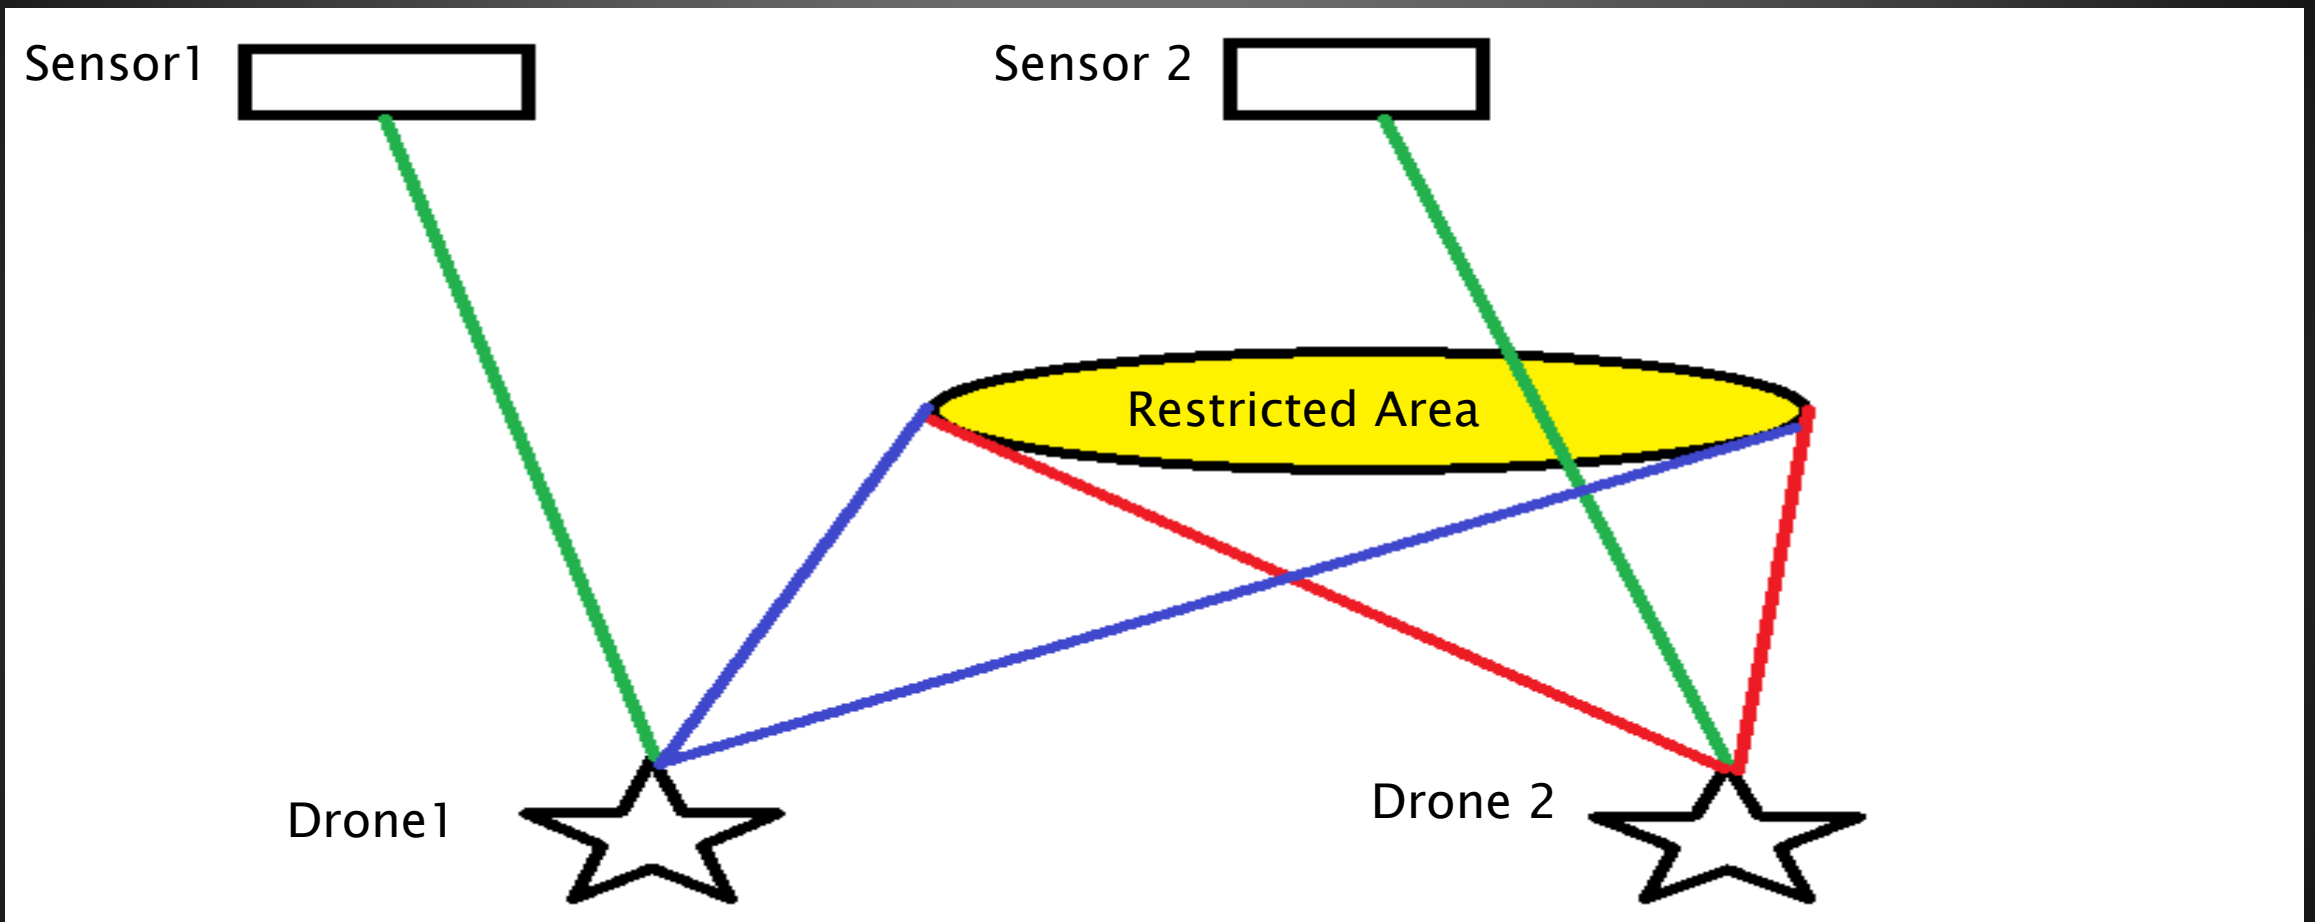 Sensor1
Sensor 2
Restricted Area
Drone1
Drone 2